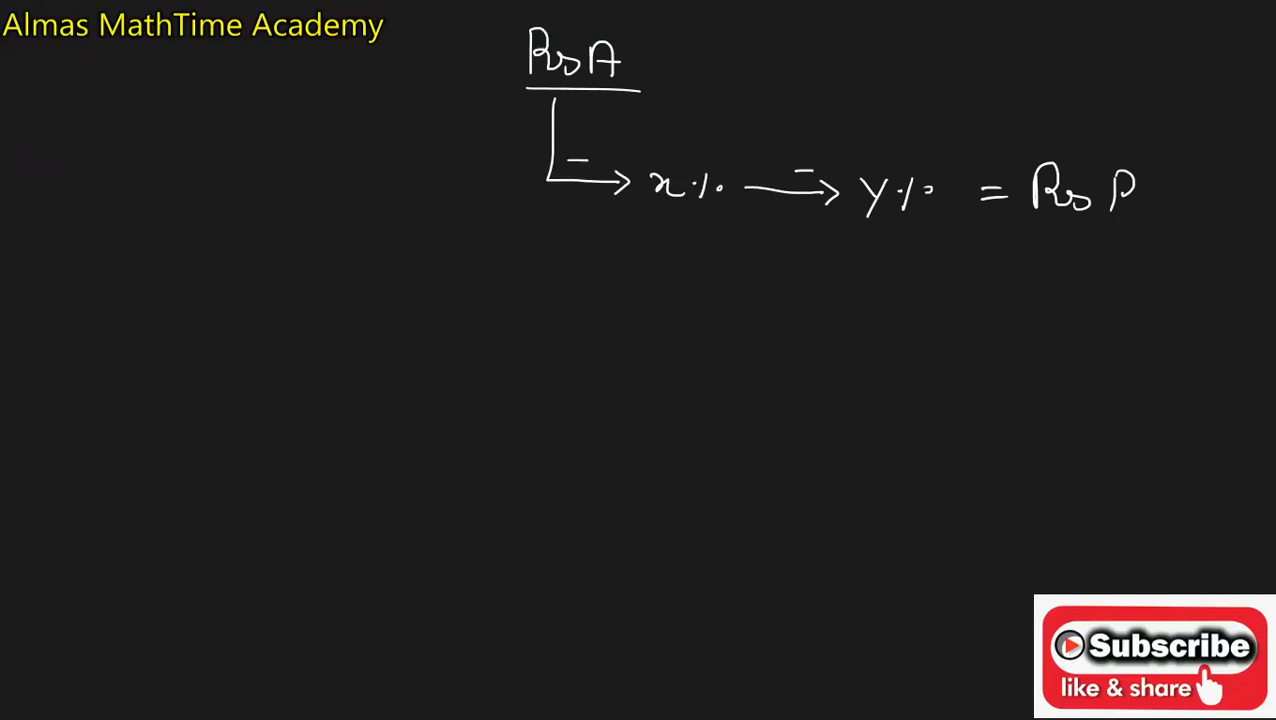 Almas MathTime Academy
Rs A
- x% - y% = Rs P
Subscribe
like & share